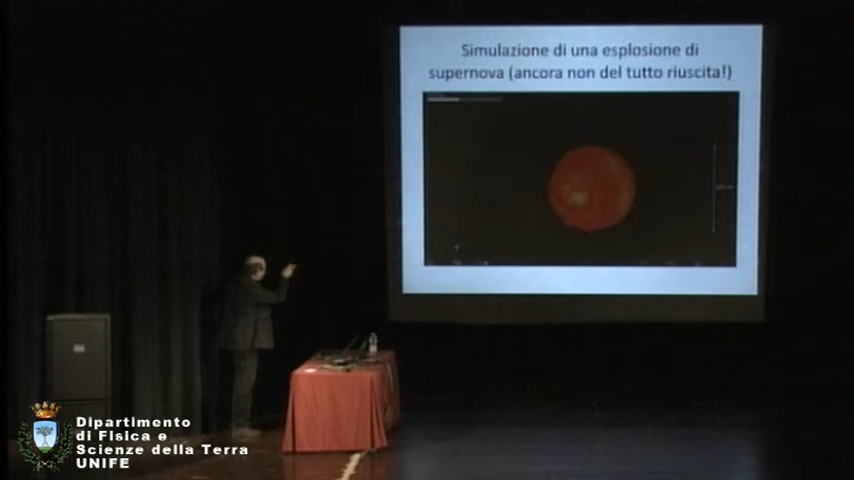 Simulazione di una esplosione di
supernova (ancora non del tutto riuscita!)
Dipartimento
di Fisica e
Scienze della Terra
UNIFE